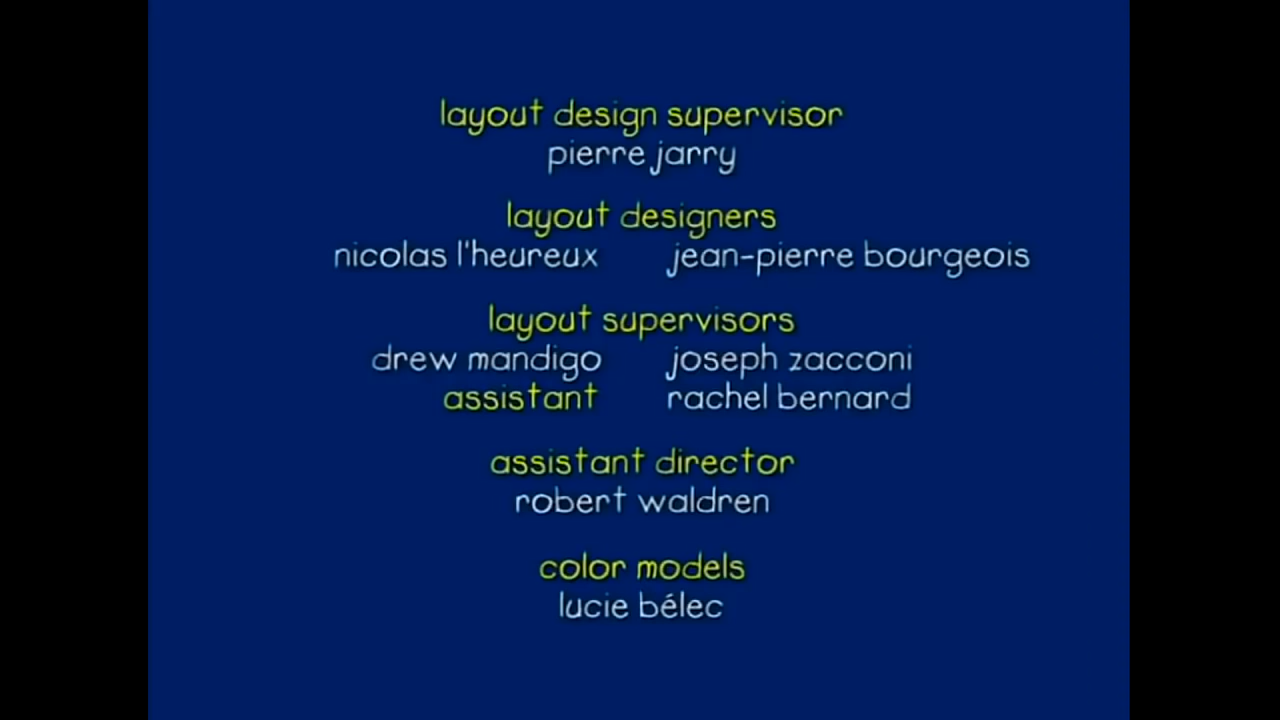 layout design supervisor
pierre jarry
layout designers
nicolas l'heureux jean-pierre bourgeois
layout supervisors
drew mandigo joseph zacconi
assistant rachel bernard
assistant director
robert waldren
color models
lucie bélec